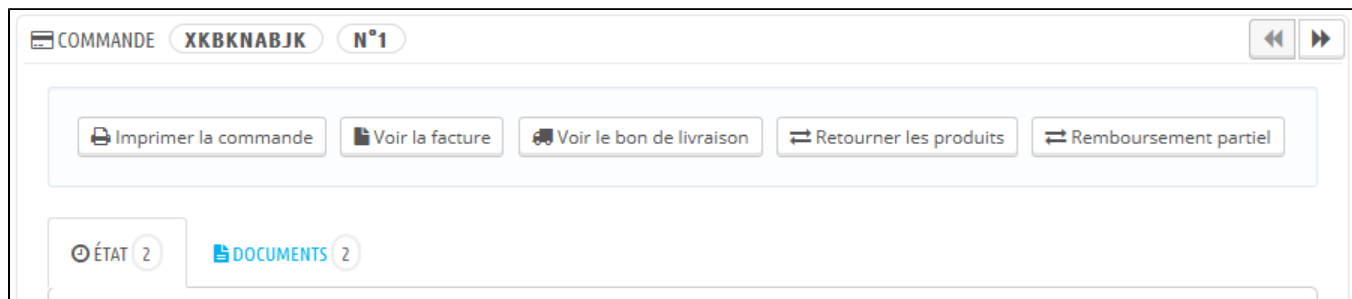 COMMANDE XKBKNABJK N°1
Imprimer la commande Voir la facture Voir le bon de livraison Retourner les produits Remboursement partiel
ÉTAT 2 DOCUMENTS 2